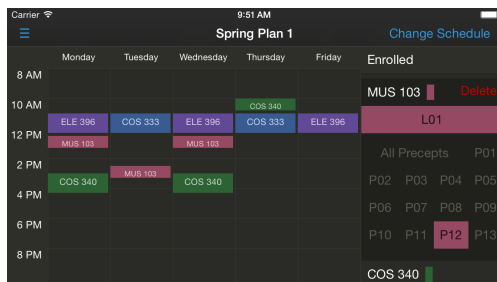 Carrier 9:51 AM
Spring Plan 1 Change Schedule
Monday Tuesday Wednesday Thursday Friday Enrolled
8 AM
MUS 103 Delete
10 AM COS 340
ELE 396 COS 333 ELE 396 COS 333 ELE 396 L01
12 PM
MUS 103 MUS 103
All Precepts P01
2 PM
MUS 103
COS 340 COS 340 P02 P03 P04 P05
4 PM
P06 P07 P08 P09
6 PM
P10 P11 P12 P13
8 PM
COS 340